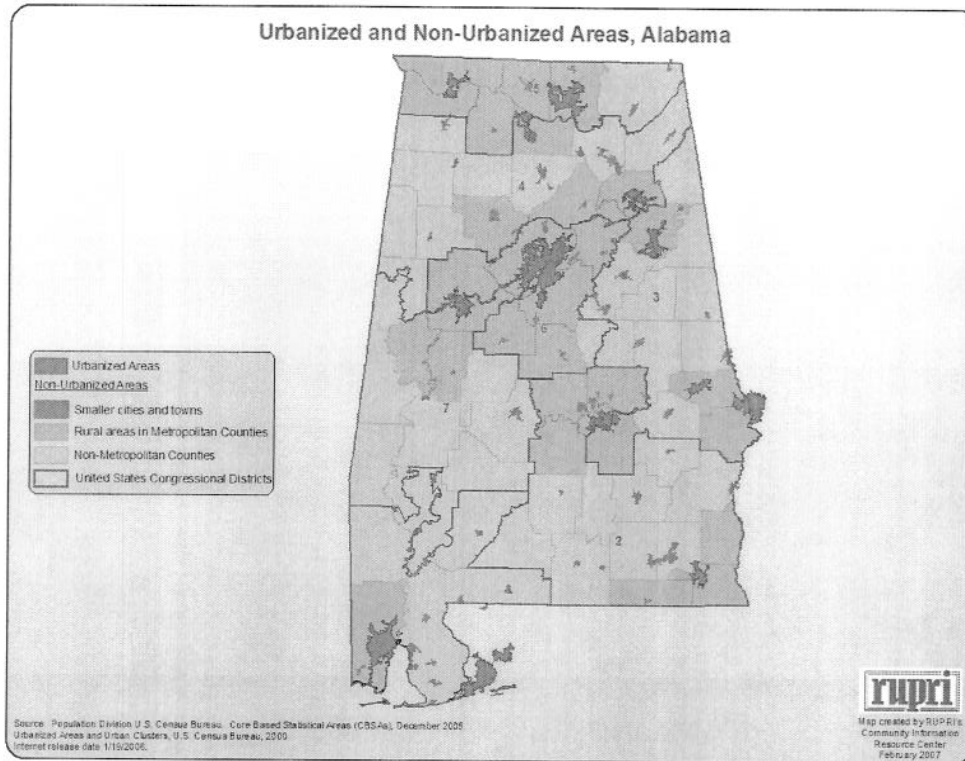 Urbanized and Non-Urbanized Areas, Alabama
5
4
3
6
7
2
Urbanized Areas
Non-Urbanized Areas
Smaller cities and towns
Rural areas in Metropolitan Counties
Non-Metropolitan Counties
United States Congressional Districts
rupri
Map created by RUPRI's
Community Information
Resource Center
February 2007
Source: Population Division U.S. Census Bureau. Core Based Statistical Areas (CBSAs), December 2005.
Urbanized Areas and Urban Clusters, U.S. Census Bureau, 2000.
Internet release date 1/19/2006.